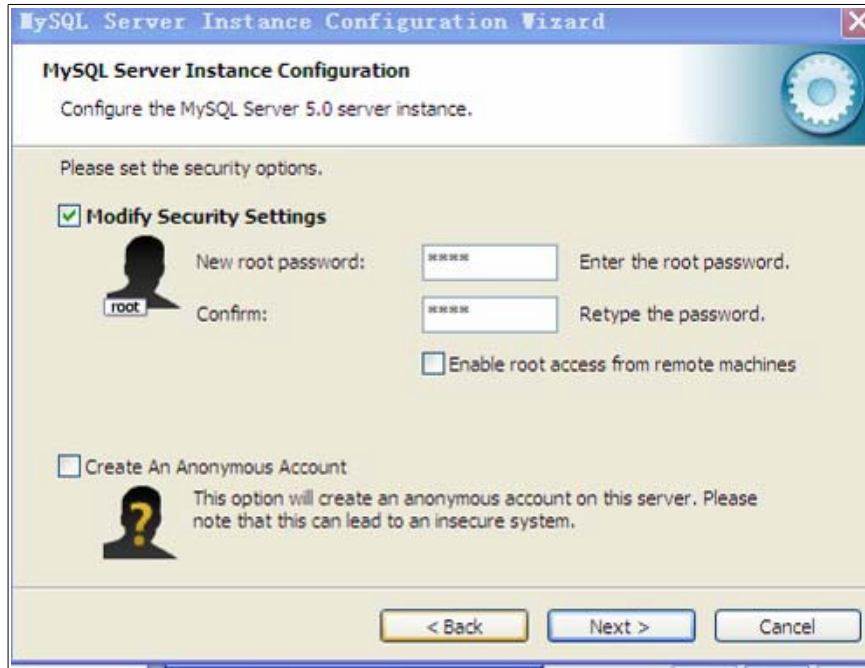 MySQL Server Instance Configuration Wizard
MySQL Server Instance Configuration
Configure the MySQL Server 5.0 server instance.
Please set the security options.
Modify Security Settings
New root password: **** Enter the root password.
root
Confirm: **** Retype the password.
Enable root access from remote machines
Create An Anonymous Account
?
This option will create an anonymous account on this server. Please
note that this can lead to an insecure system.
< Back Next > Cancel